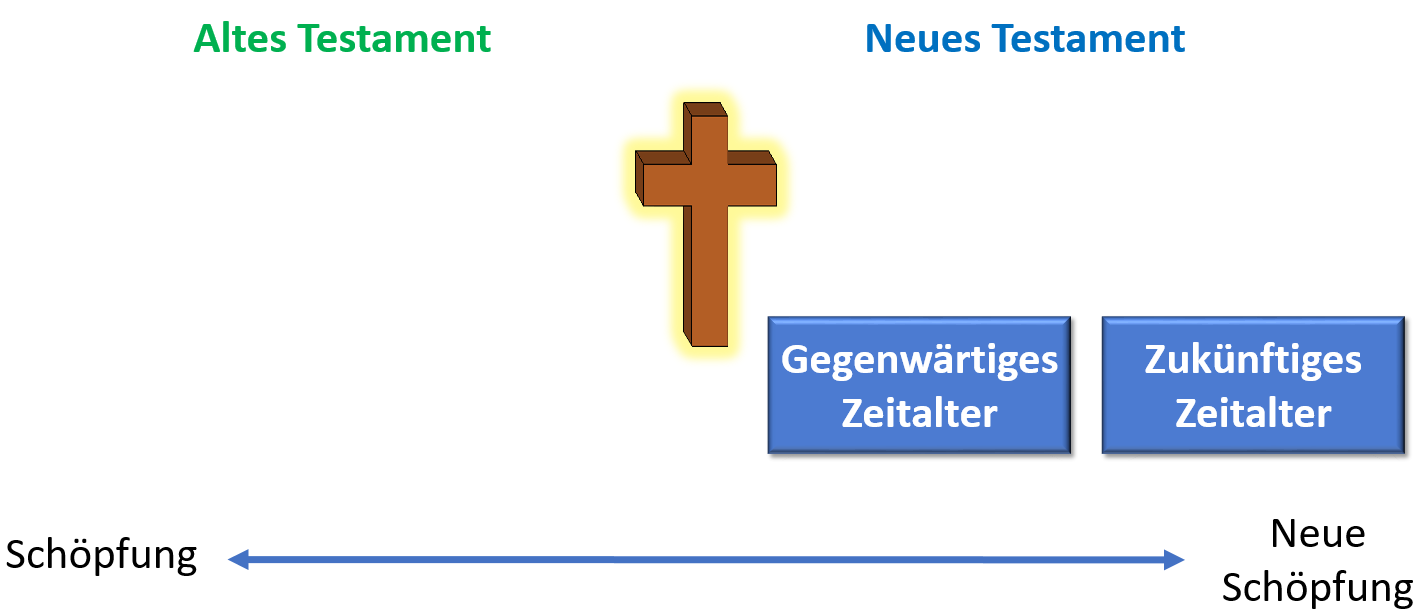 Altes Testament
Neues Testament
Gegenwärtiges
Zeitalter
Zukünftiges
Zeitalter
Schöpfung
Neue
Schöpfung